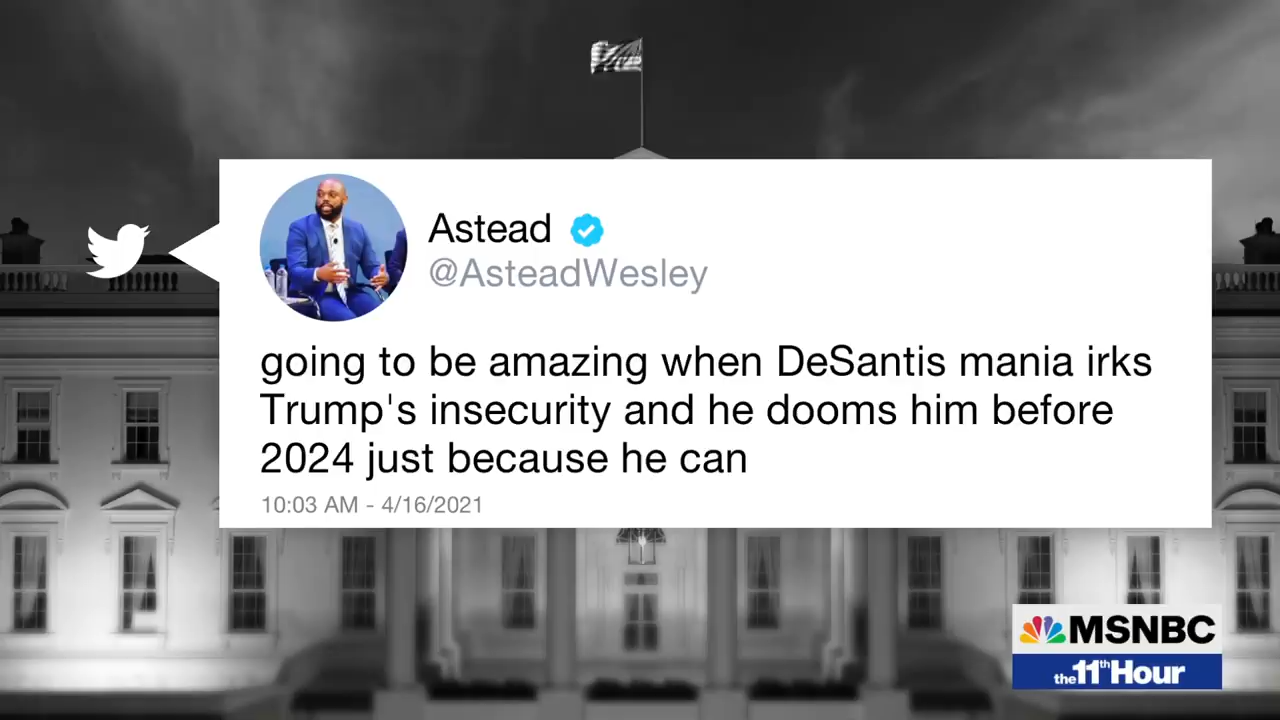 Astead
@AsteadWesley
going to be amazing when DeSantis mania irks
Trump's insecurity and he dooms him before
2024 just because he can
10:03 AM - 4/16/2021
MSNBC
the 11th Hour